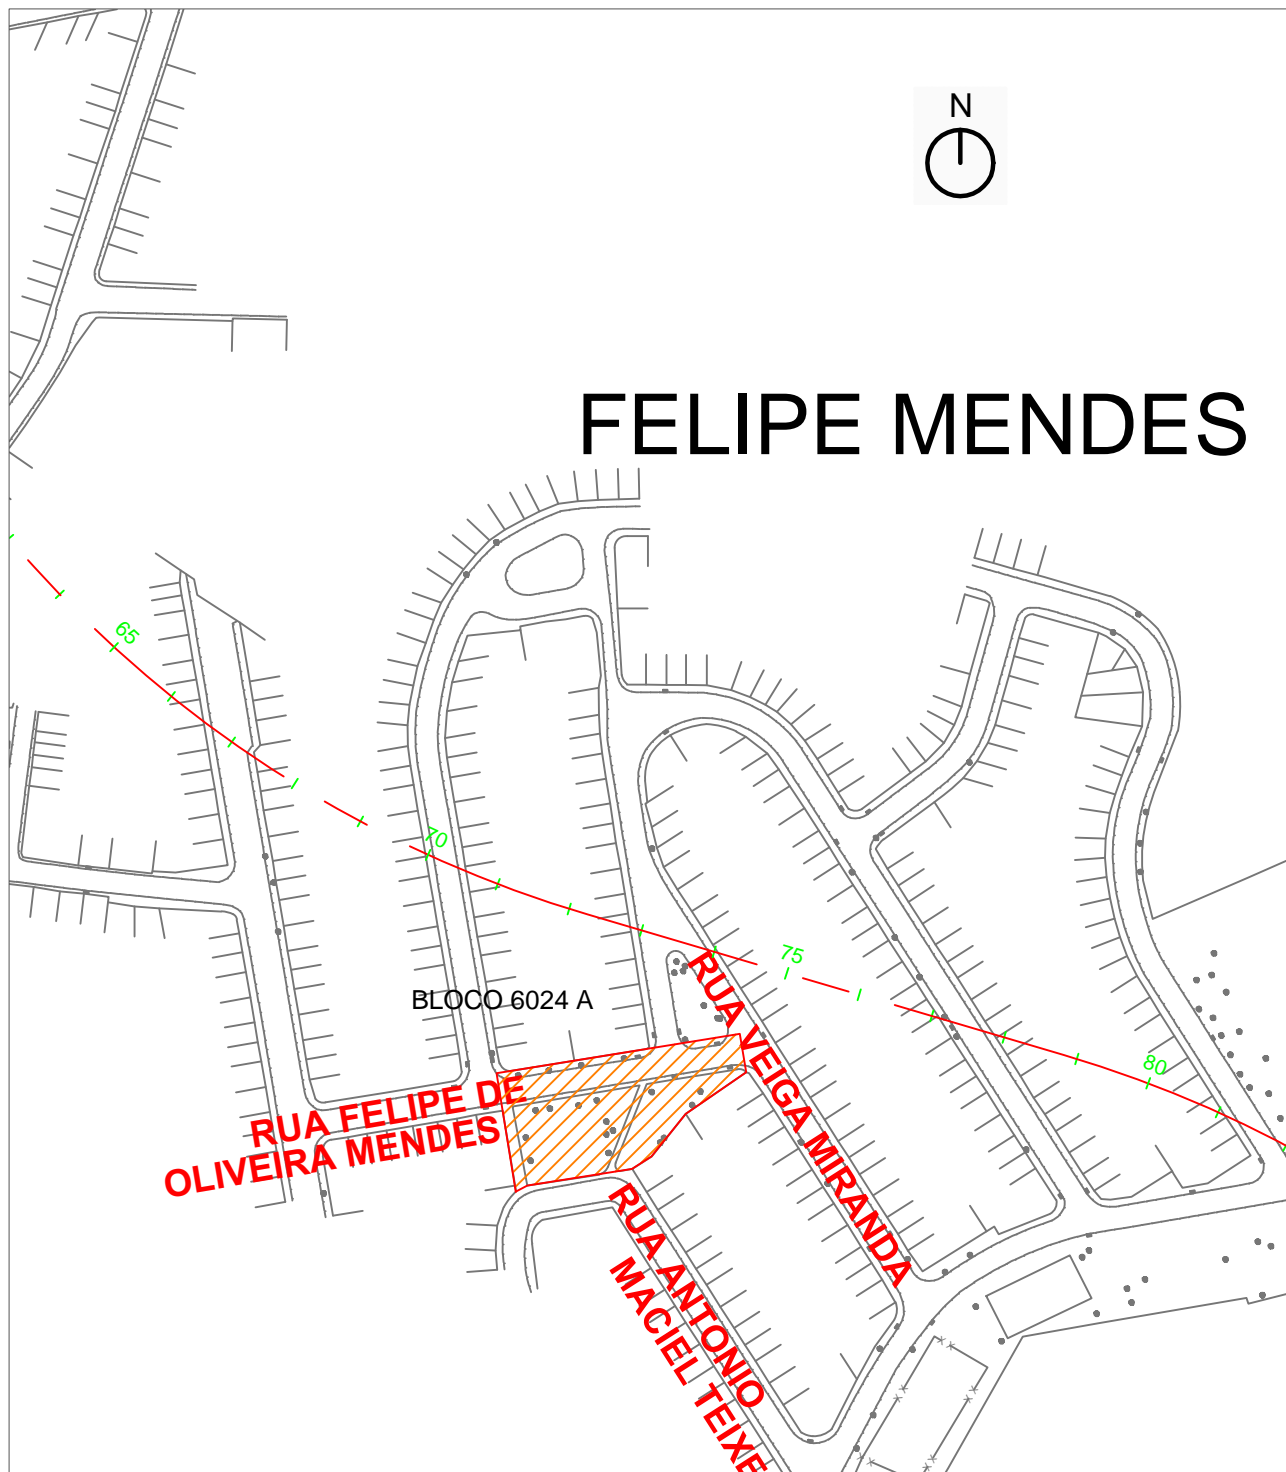 N
FELIPE MENDES
65
70
75
BLOCO 6024 A
80
RUA VEIGA MIRANDA
RUA FELIPE DE
OLIVEIRA MENDES
RUA ANTONIO
MACIEL TEIXE